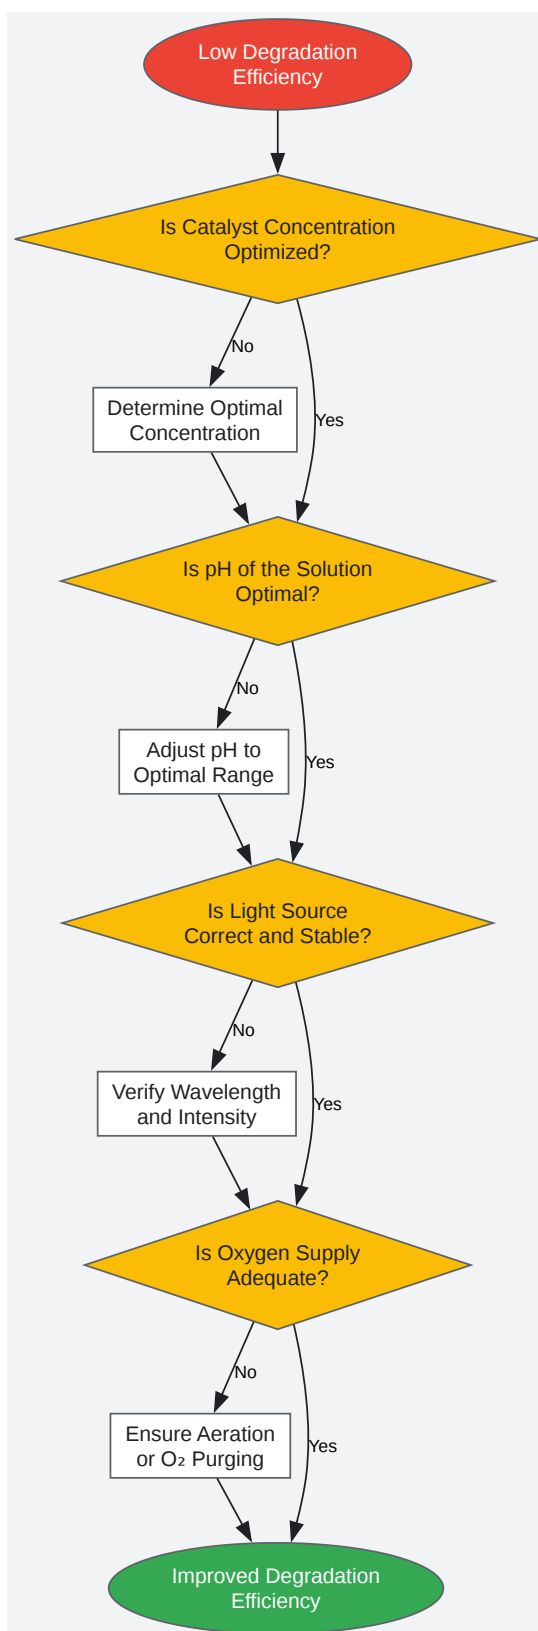 Low Degradation
Efficiency
Is Catalyst Concentration
Optimized?
No
Determine Optimal
Concentration
Yes
Is pH of the Solution
Optimal?
No
Adjust pH to
Optimal Range
Yes
Is Light Source
Correct and Stable?
No
Verify Wavelength
and Intensity
Yes
Is Oxygen Supply
Adequate?
No
Ensure Aeration
or O₂ Purging
Yes
Improved Degradation
Efficiency